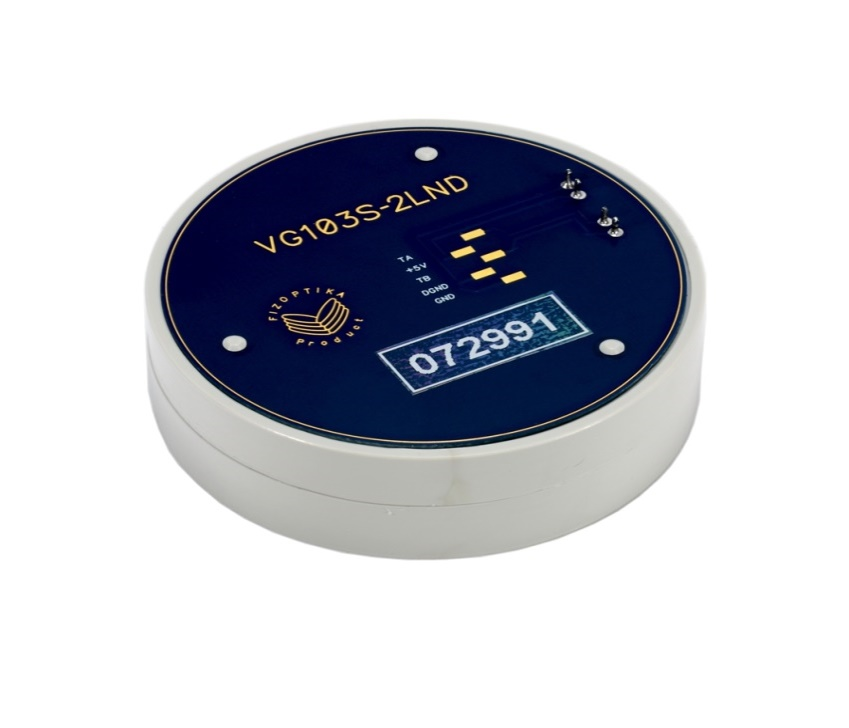 VG103S-2LND
TA
+5V
TB
DGND
GND
FIZOPTIKA
Product
072991